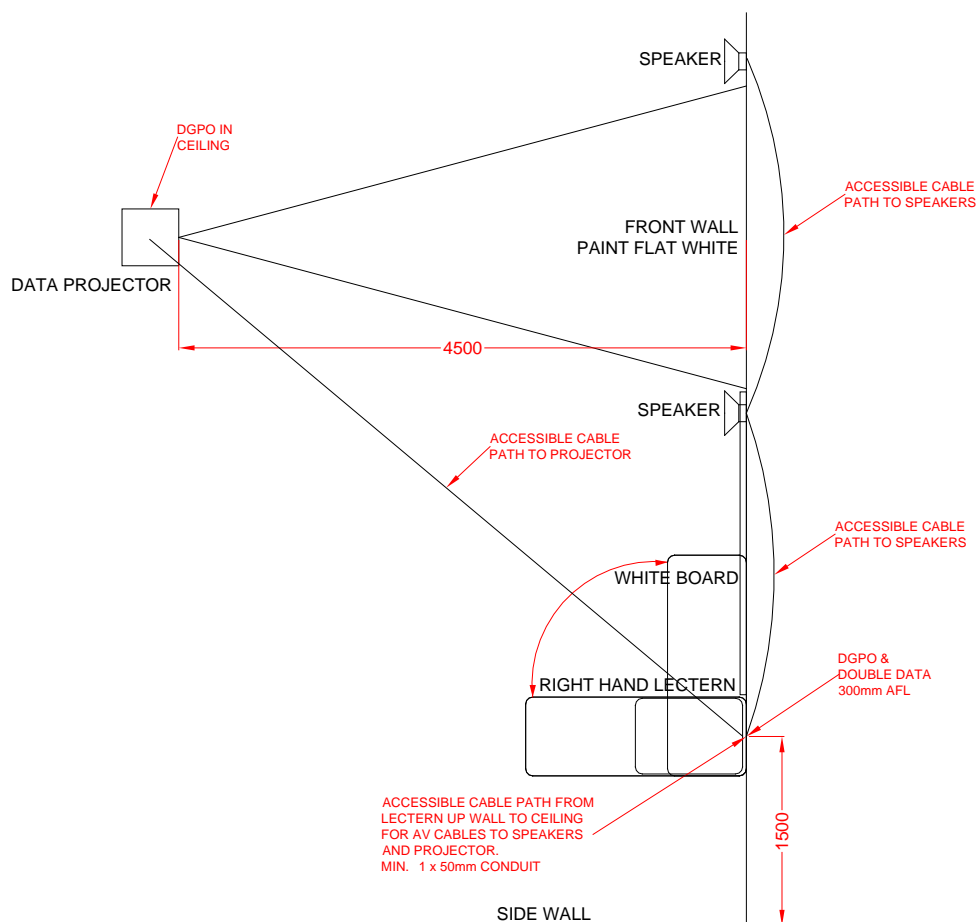 SPEAKER
DGPO IN
CEILING
ACCESSIBLE CABLE
PATH TO SPEAKERS
FRONT WALL
PAINT FLAT WHITE
DATA PROJECTOR
4500
SPEAKER
ACCESSIBLE CABLE
PATH TO PROJECTOR
ACCESSIBLE CABLE
PATH TO SPEAKERS
WHITE BOARD
DGPO &
DOUBLE DATA
300mm AFL
RIGHT HAND LECTERN
ACCESSIBLE CABLE PATH FROM
LECTERN UP WALL TO CEILING
FOR AV CABLES TO SPEAKERS
AND PROJECTOR.
MIN. 1 x 50mm CONDUIT
1500
SIDE WALL